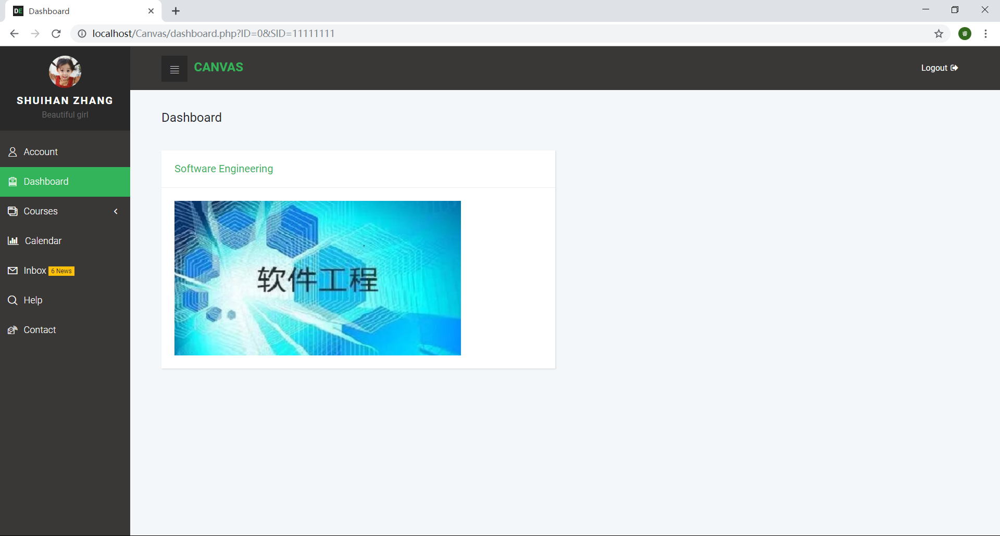 DE Dashboard
localhost/Canvas/dashboard.php?ID=0&SID=11111111
睿
SHUIHAN ZHANG
Beautiful girl
Account
Dashboard
Courses
Calendar
Inbox 6 News
Help
Contact
CANVAS
Logout
Dashboard
Software Engineering
软件工程